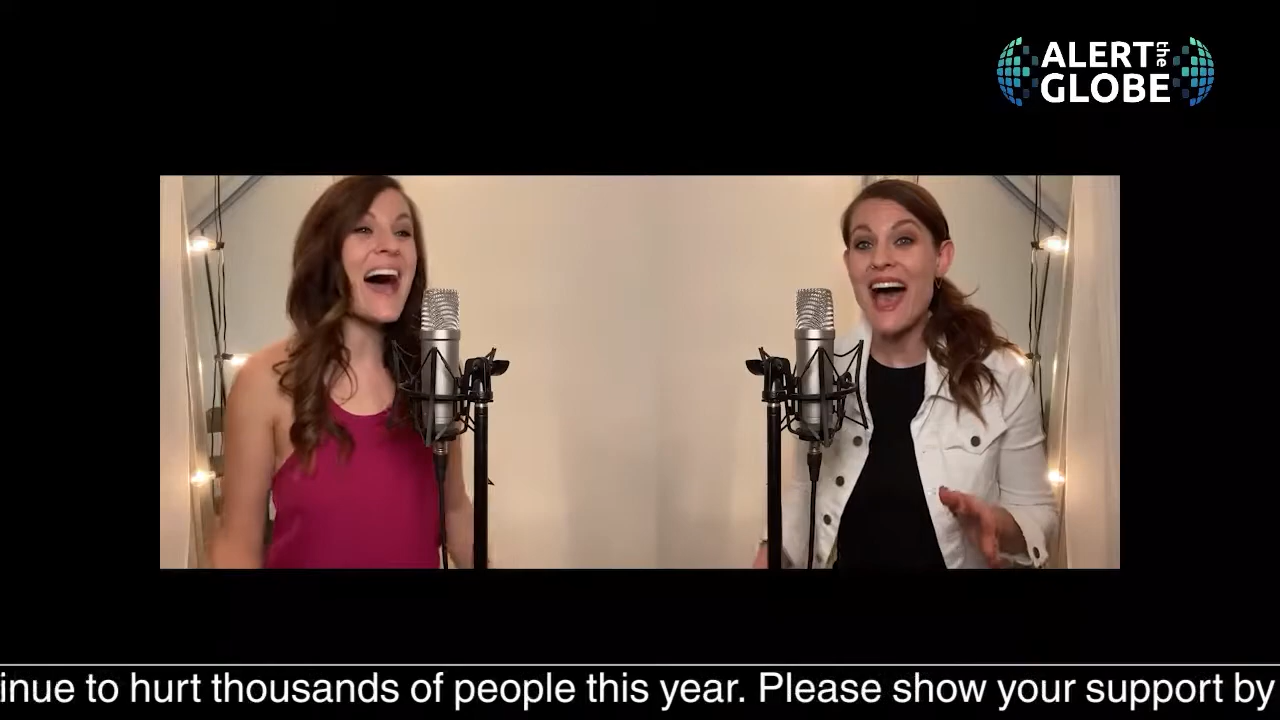 ALERT the
GLOBE
inue to hurt thousands of people this year. Please show your support by